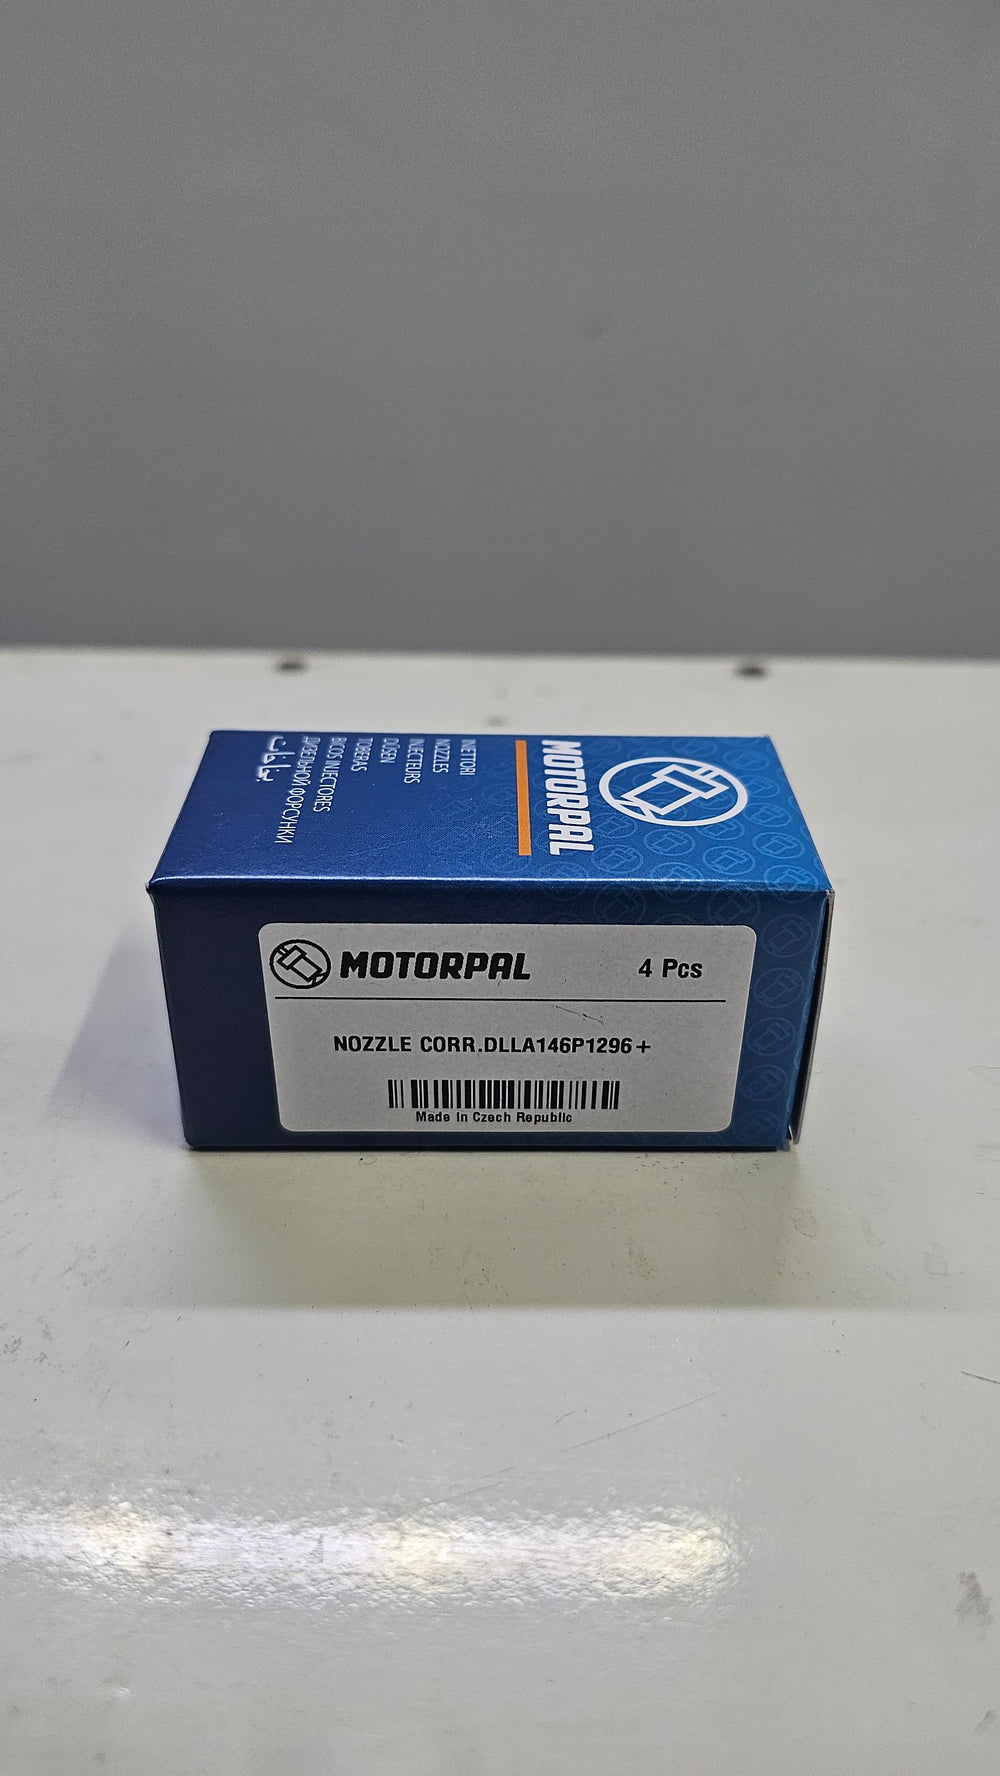 MOTORPAL
INIETTORI
NOZZLES
INJECTEURS
DÜSEN
TOBERAS
BICOS INJECTORES
ДИЗЕЛЬНОЙ ФОРСУНКИ
MOTORPAL 4 Pcs
NOZZLE CORR.DLLA146P1296+
Made In Czech Republic